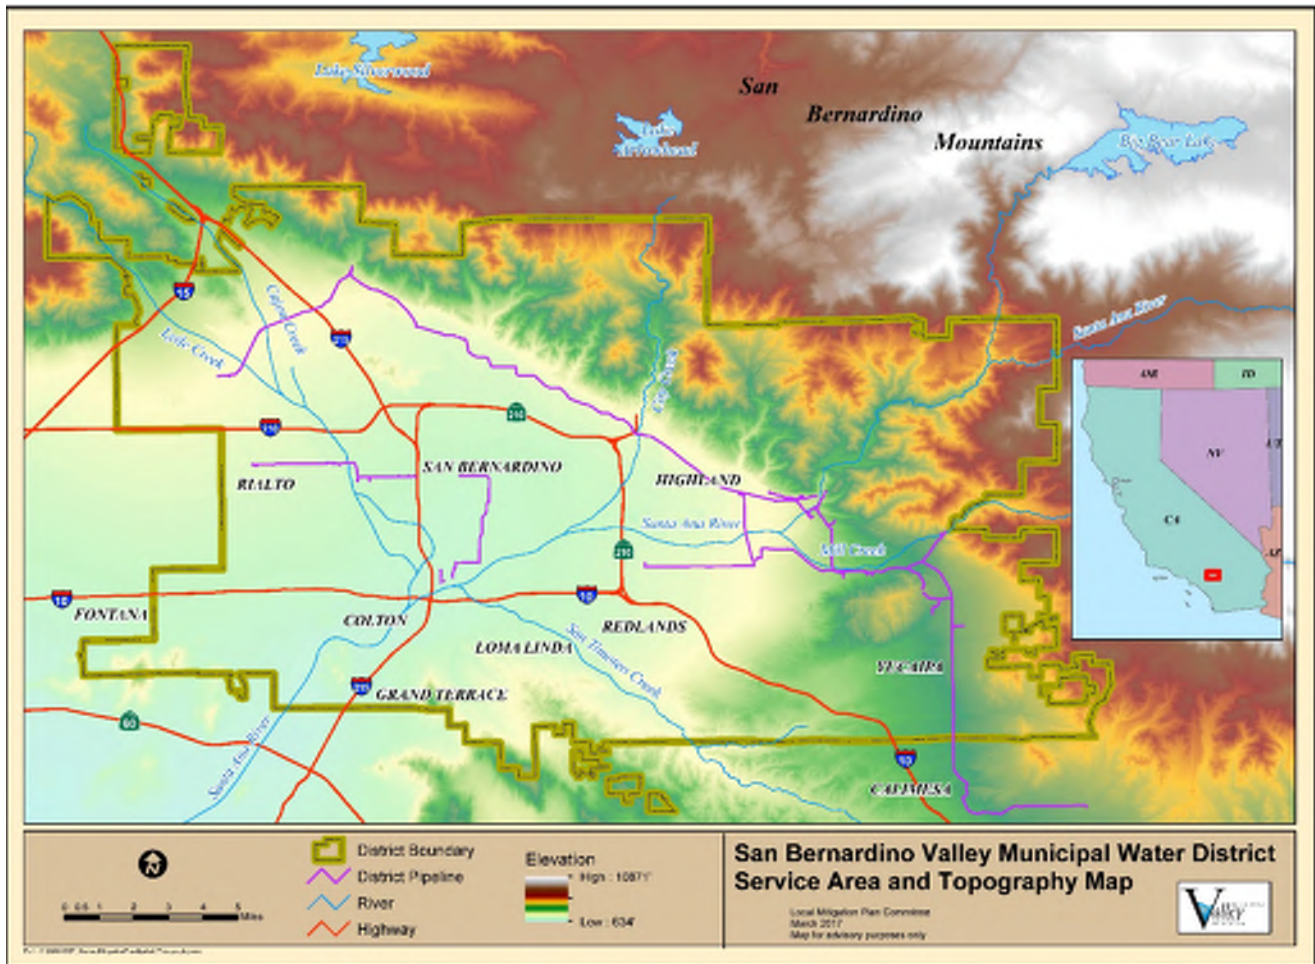 Lake Silverwood
San
Bernardino
Mountains
Lake
Arrowhead
Big Bear Lake
15
Cajon Creek
Lytle Creek
215
Santa Ana River
City Creek
OR
ID
NV
UT
CA
AZ
210
210
SAN BERNARDINO
RIALTO
HIGHLAND
Santa Ana River
Mill Creek
210
10
10
FONTANA
COLTON
REDLANDS
LOMA LINDA
San Timoteo Creek
YUCAIPA
215
GRAND TERRACE
60
Santa Ana River
10
CALIMESA
District Boundary
District Pipeline
River
Highway
Elevation
High : 10871'
Low : 634'
0 0.5 1 2 3 4 5
Miles
San Bernardino Valley Municipal Water District
Service Area and Topography Map
Local Mitigation Plan Committee
March 2017
Map for advisory purposes only
Valley